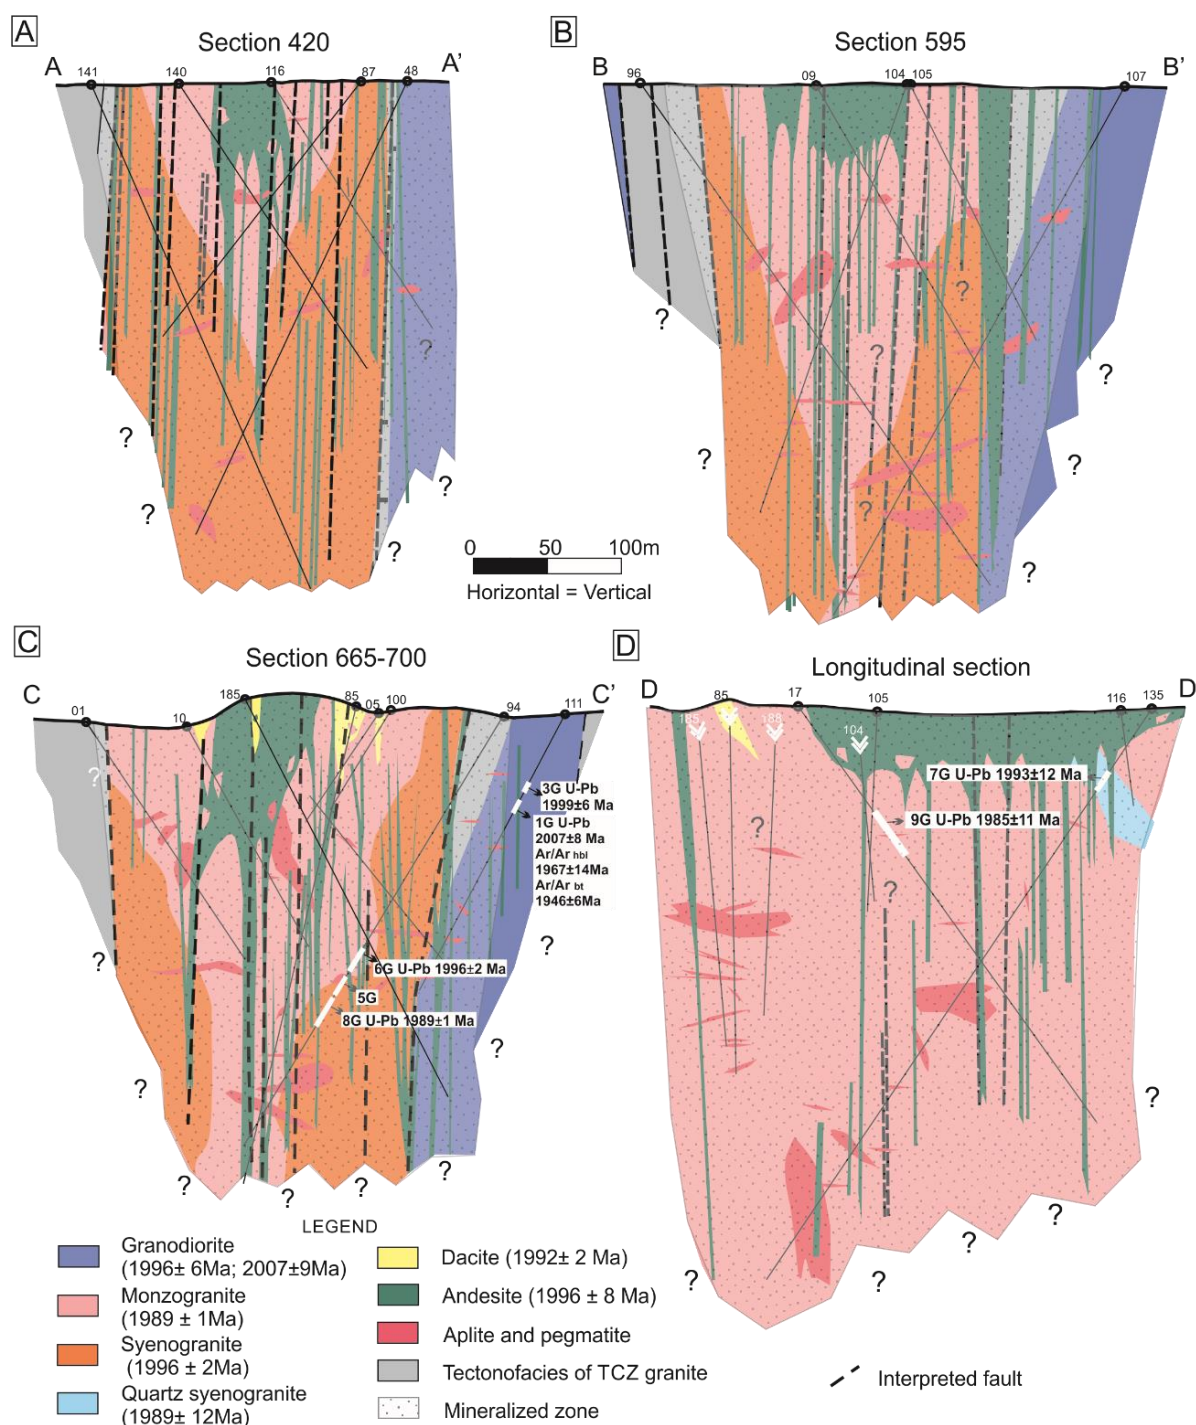 A
Section 420
A
A'
141
140
116
87
48
?
?
?
?
?
?
B
Section 595
B
B'
96
09
104
105
107
?
?
?
?
?
?
?
?
0 50 100m
Horizontal = Vertical
C
Section 665-700
C
C'
01
10
185
85
05
100
94
111
?
3G U-Pb
1999±6 Ma
1G U-Pb
2007±8 Ma
Ar/Ar hbl
1967±14Ma
Ar/Ar bt
1946±6Ma
6G U-Pb 1996±2 Ma
5G
8G U-Pb 1989±1 Ma
?
?
?
?
?
?
?
?
D
Longitudinal section
D
D
185
85
188
17
104
105
116
135
7G U-Pb 1993±12 Ma
9G U-Pb 1985±11 Ma
?
?
?
?
?
?
?
LEGEND
Granodiorite
(1996± 6Ma; 2007±9Ma)
Monzogranite
(1989 ± 1Ma)
Syenogranite
(1996 ± 2Ma)
Quartz syenogranite
(1989± 12Ma)
Dacite (1992± 2 Ma)
Andesite (1996 ± 8 Ma)
Aplite and pegmatite
Tectonofacies of TCZ granite
Mineralized zone
Interpreted fault